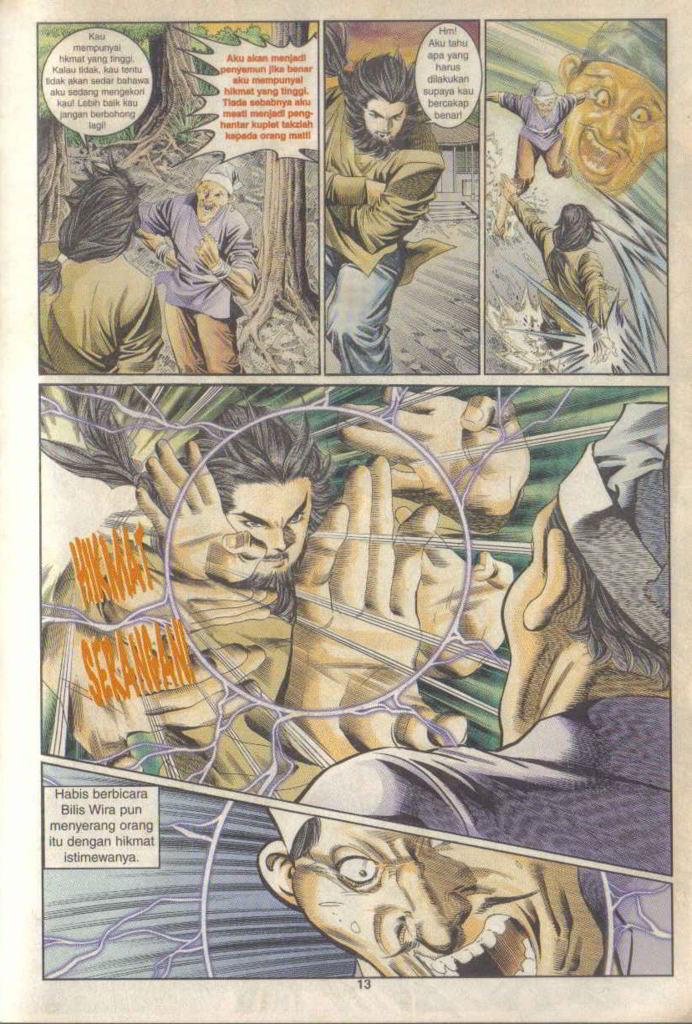 Kau
mempunyai
hikmat yang tinggi.
Kalau tidak, kau tentu
tidak akan sedar bahawa
aku sedang mengekori
kau! Lebih baik kau
jangan berbohong
lagi!
Aku akan menjadi
penyamun jika benar
aku mempunyai
hikmat yang tinggi.
Tiada sebabnya aku
mesti menjadi peng-
hantar kuplet takziah
kepada orang mati!
Hm!
Aku tahu
apa yang
harus
dilakukan
supaya kau
bercakap
benar!
HIKMAT
SERANGAN!
Habis berbicara
Bilis Wira pun
menyerang orang
itu dengan hikmat
istimewanya.
13